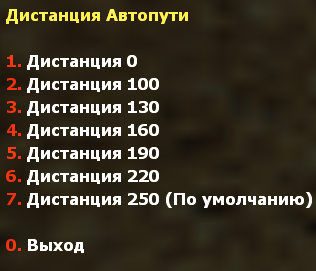 Дистанция Автопути
1. Дистанция 0
2. Дистанция 100
3. Дистанция 130
4. Дистанция 160
5. Дистанция 190
6. Дистанция 220
7. Дистанция 250 (По умолчанию)
0. Выход